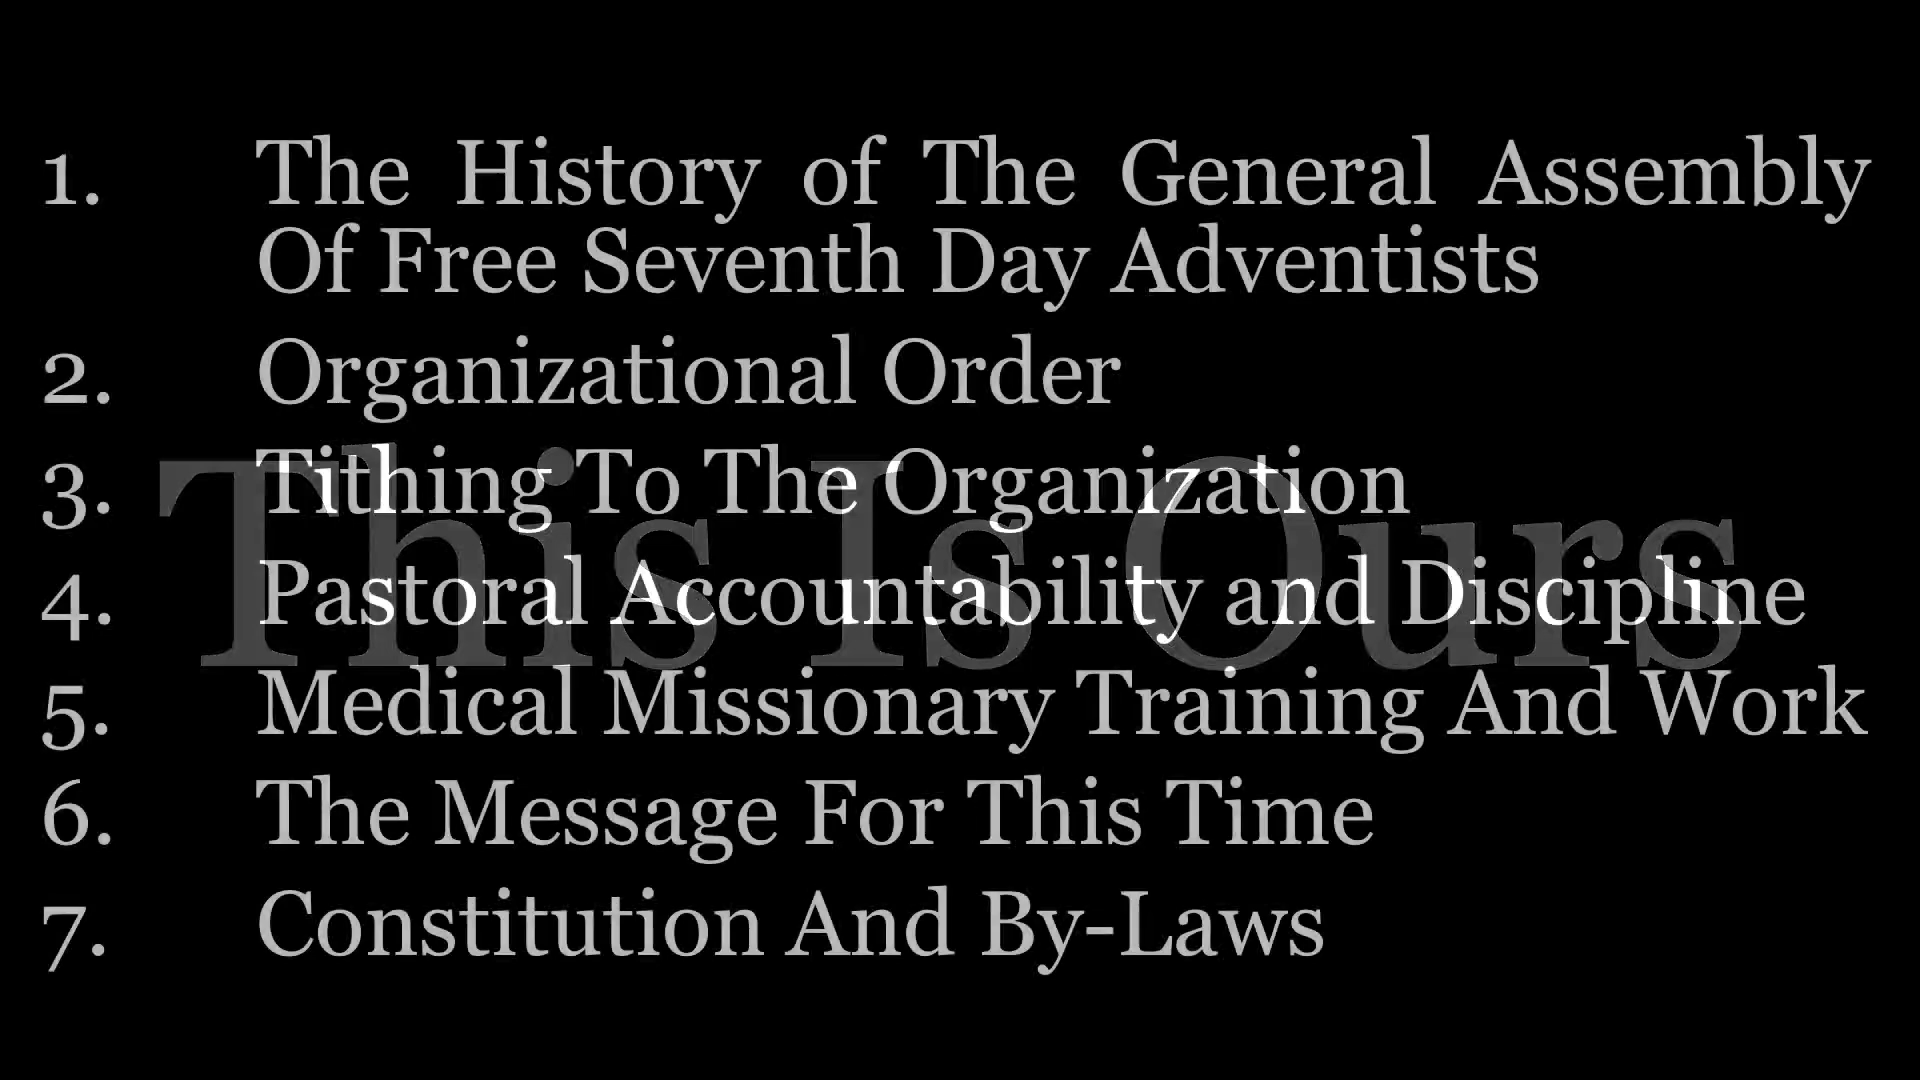 1. The History of The General Assembly
Of Free Seventh Day Adventists
2. Organizational Order
3. Tithing To The Organization
This Is Ours
4. Pastoral Accountability and Discipline
5. Medical Missionary Training And Work
6. The Message For This Time
7. Constitution And By-Laws